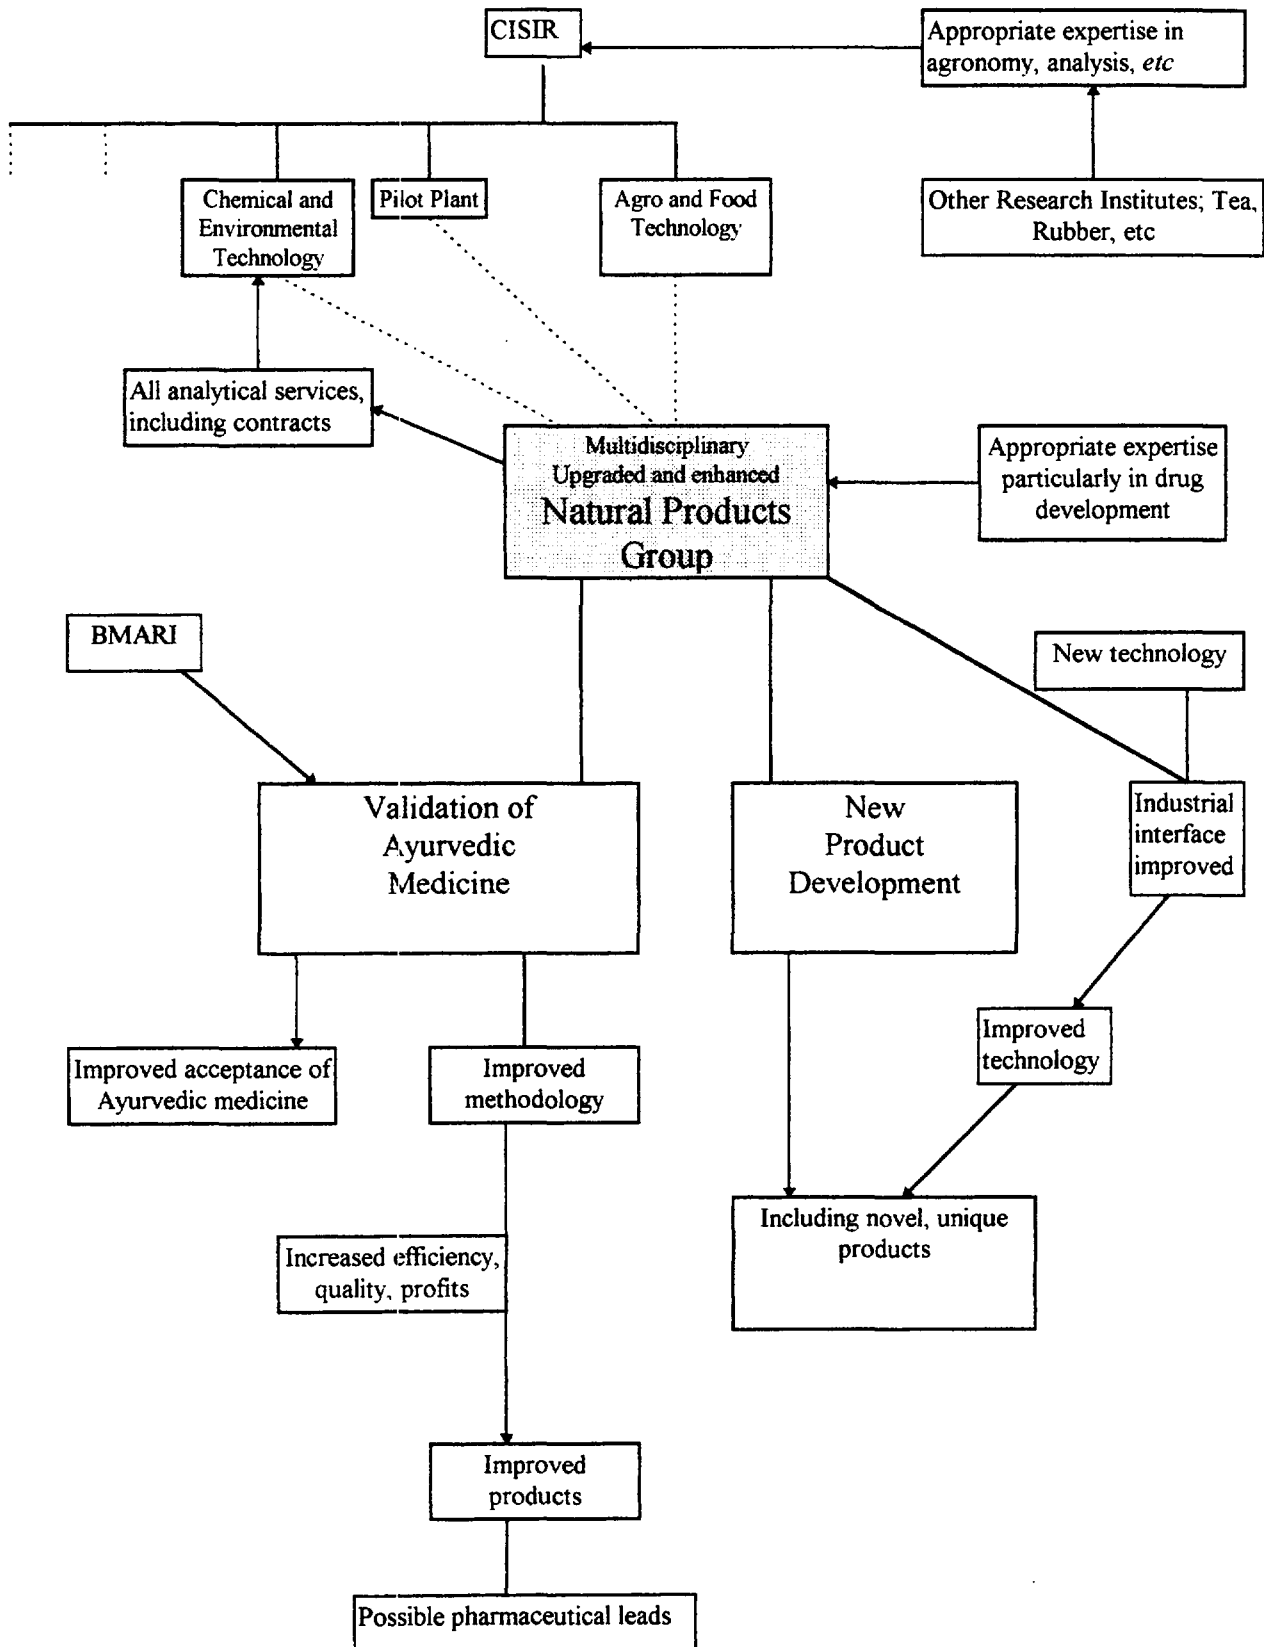 CISIR
Appropriate expertise in
agronomy, analysis, etc
Chemical and
Environmental
Technology
Pilot Plant
Agro and Food
Technology
Other Research Institutes; Tea,
Rubber, etc
All analytical services,
including contracts
Multidisciplinary
Upgraded and enhanced
Natural Products
Group
Appropriate expertise
particularly in drug
development
BMARI
New technology
Validation of
Ayurvedic
Medicine
New
Product
Development
Industrial
interface
improved
Improved
technology
Improved acceptance of
Ayurvedic medicine
Improved
methodology
Including novel, unique
products
Increased efficiency,
quality, profits
Improved
products
Possible pharmaceutical leads